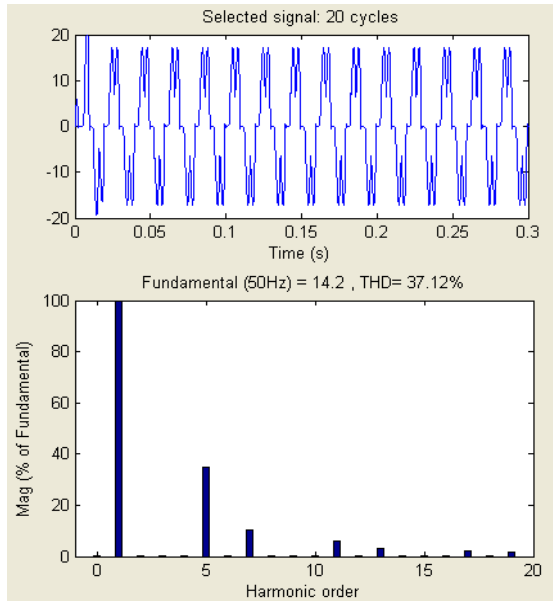 Selected signal: 20 cycles
20
10
0
-10
-20
0 0.05 0.1 0.15 0.2 0.25 0.3
Time (s)
Fundamental (50Hz) = 14.2 , THD= 37.12%
Mag (% of Fundamental)
100
80
60
40
20
0
0 5 10 15 20
Harmonic order